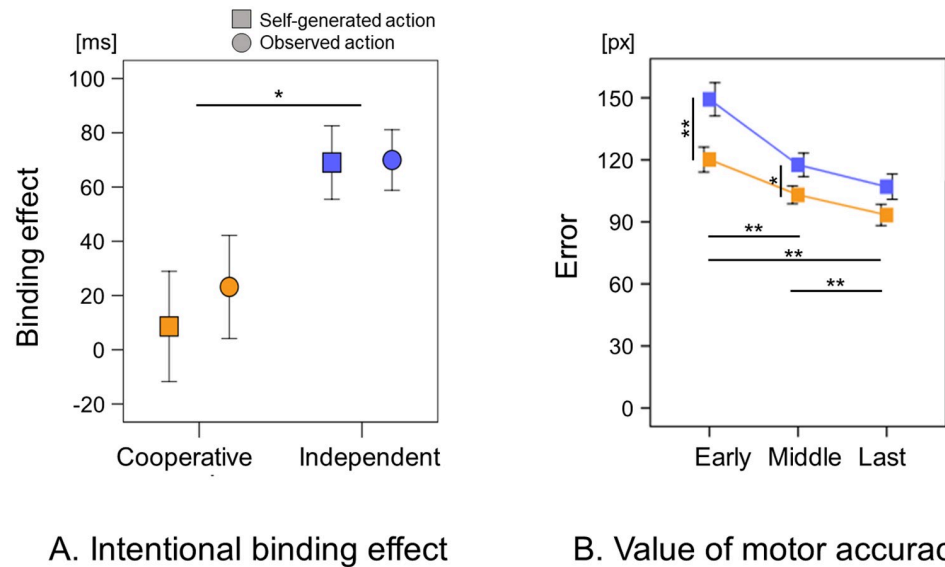 Self-generated action
Observed action
[ms]
100
80
60
40
20
0
-20
Binding effect
*
Cooperative
Independent
A. Intentional binding effect
[px]
150
120
90
60
30
0
Error
**
*
**
**
**
Early Middle Last
B. Value of motor accurac